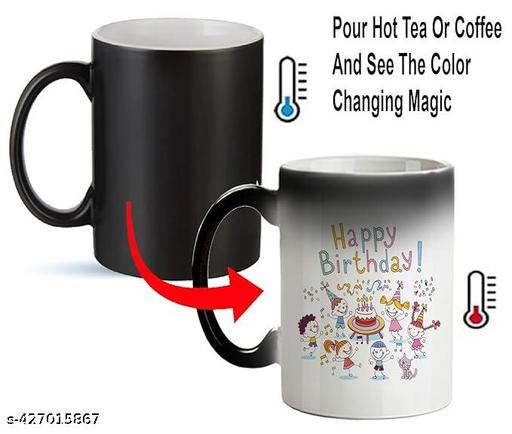 Pour Hot Tea Or Coffee
And See The Color
Changing Magic
Happy
Birthday!
s-427015867